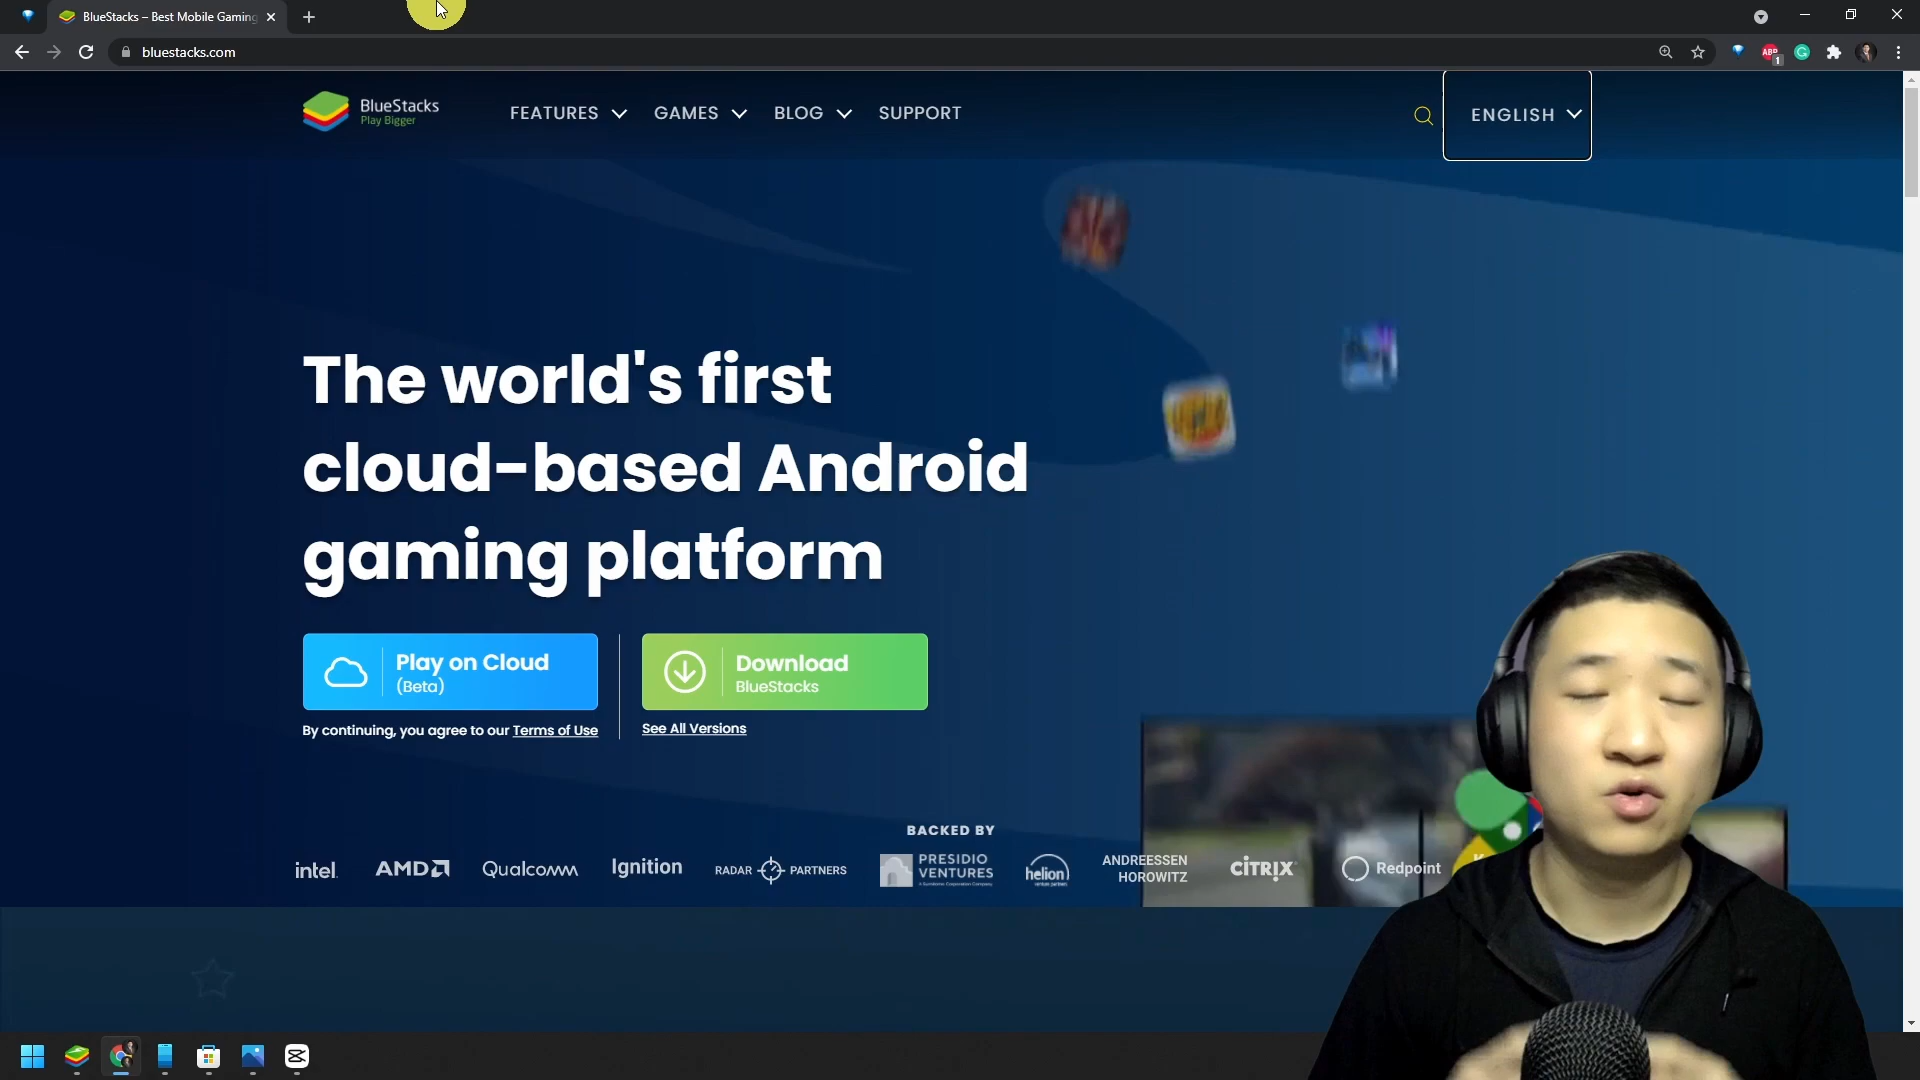 BlueStacks – Best Mobile Gaming
bluestacks.com
ABP
1
BlueStacks
Play Bigger
FEATURES
GAMES
BLOG
SUPPORT
ENGLISH
The world's first
cloud-based Android
gaming platform
Play on Cloud
(Beta)
Download
BlueStacks
By continuing, you agree to our Terms of Use
See All Versions
BACKED BY
intel.
AMD
Qualcomm
Ignition
RADAR PARTNERS
PRESIDIO
VENTURES
helion
ANDREESSEN
HOROWITZ
CITRIX
Redpoint